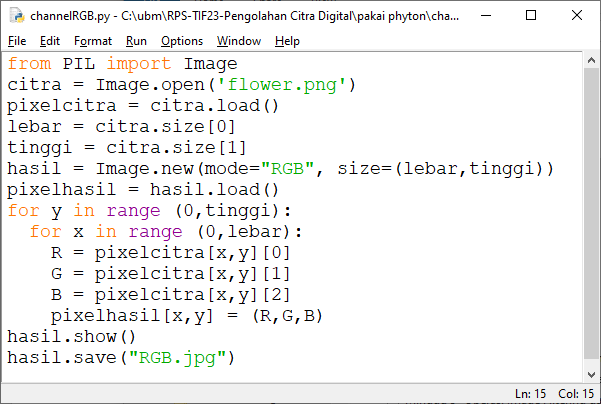 channelRGB.py - C:\ubm\RPS-TIF23-Pengolahan Citra Digital\pakai phyton\cha...
File Edit Format Run Options Window Help
from PIL import Image
citra = Image.open('flower.png')
pixelcitra = citra.load()
lebar = citra.size[0]
tinggi = citra.size[1]
hasil = Image.new(mode="RGB", size=(lebar,tinggi))
pixelhasil = hasil.load()
for y in range (0,tinggi):
  for x in range (0,lebar):
    R = pixelcitra[x,y][0]
    G = pixelcitra[x,y][1]
    B = pixelcitra[x,y][2]
    pixelhasil[x,y] = (R,G,B)
hasil.show()
hasil.save("RGB.jpg")
Ln: 15 Col: 15